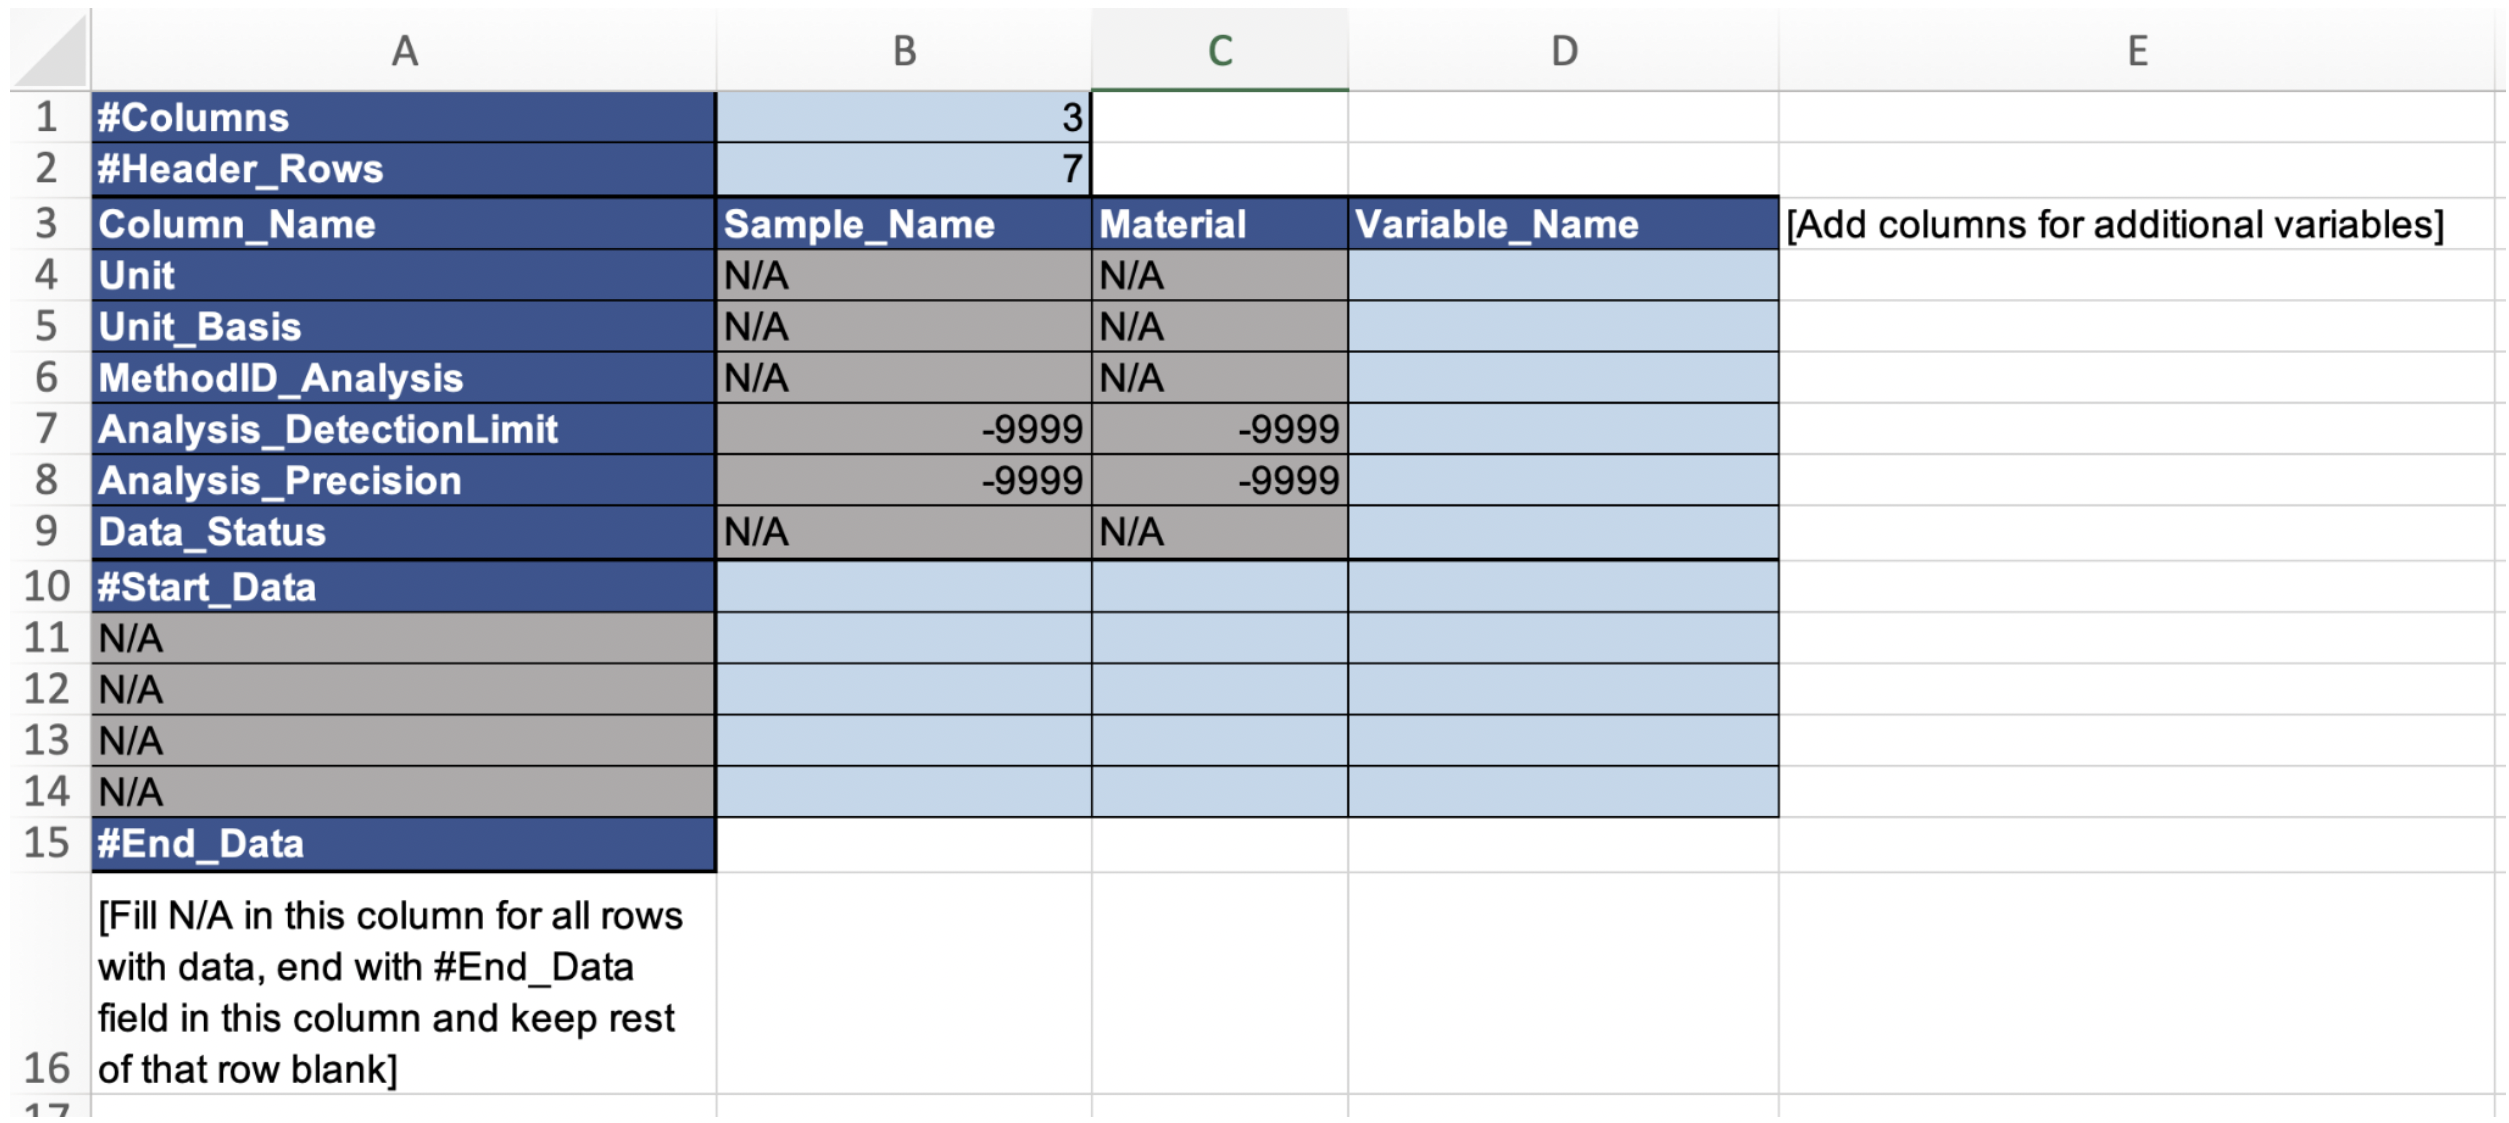 A B C D E
1 #Columns 3
2 #Header_Rows 7
3 Column_Name Sample_Name Material Variable_Name [Add columns for additional variables]
4 Unit N/A N/A
5 Unit_Basis N/A N/A
6 MethodID_Analysis N/A N/A
7 Analysis_DetectionLimit -9999 -9999
8 Analysis_Precision -9999 -9999
9 Data_Status N/A N/A
10 #Start_Data
11 N/A
12 N/A
13 N/A
14 N/A
15 #End_Data
[Fill N/A in this column for all rows
with data, end with #End_Data
field in this column and keep rest
16 of that row blank]
17